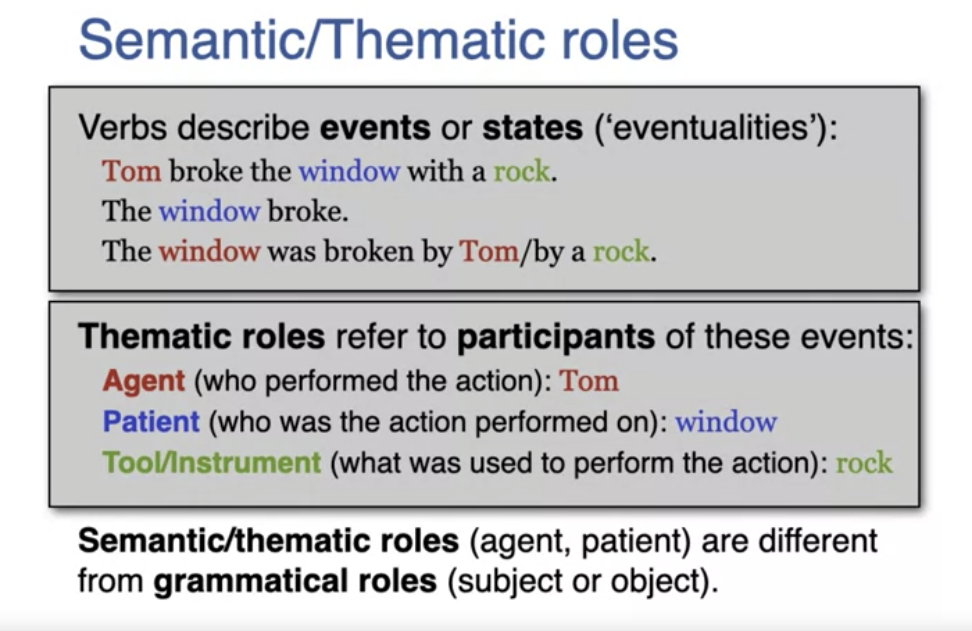 Semantic/Thematic roles
Verbs describe events or states (‘eventualities’):
Tom broke the window with a rock.
The window broke.
The window was broken by Tom/by a rock.
Thematic roles refer to participants of these events:
Agent (who performed the action): Tom
Patient (who was the action performed on): window
Tool/Instrument (what was used to perform the action): rock
Semantic/thematic roles (agent, patient) are different
from grammatical roles (subject or object).